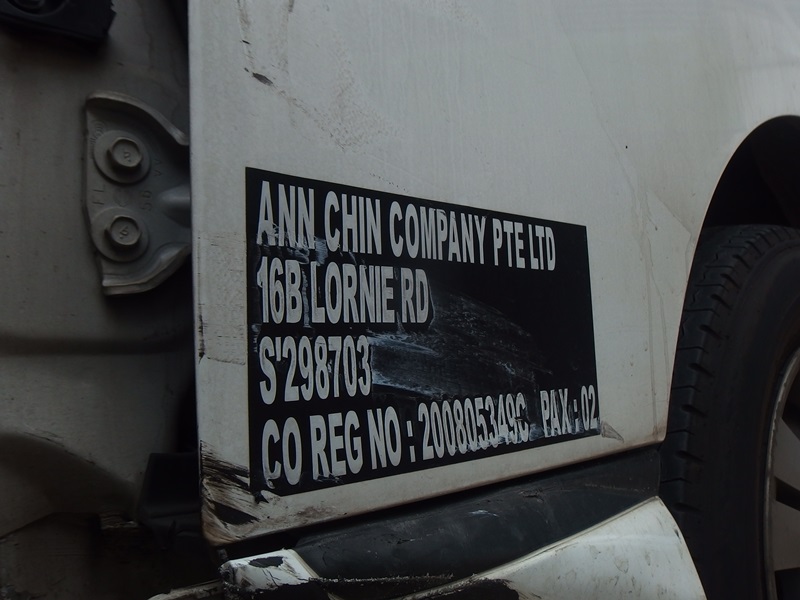 ANN CHIN COMPANY PTE LTD
16B LORNIE RD
S'298703
CO REG NO : 200805349C PAX : 02